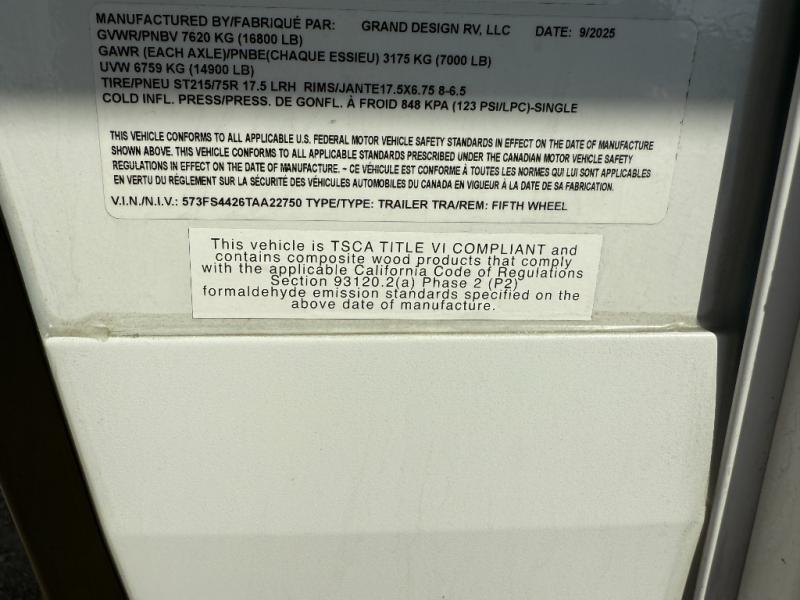 MANUFACTURED BY/FABRIQUÉ PAR: GRAND DESIGN RV, LLC DATE: 9/2025
GVWR/PNBV 7620 KG (16800 LB)
GAWR (EACH AXLE)/PNBE(CHAQUE ESSIEU) 3175 KG (7000 LB)
UVW 6759 KG (14900 LB)
TIRE/PNEU ST215/75R 17.5 LRH RIMS/JANTE17.5X6.75 8-6.5
COLD INFL. PRESS/PRESS. DE GONFL. À FROID 848 KPA (123 PSI/LPC)-SINGLE
THIS VEHICLE CONFORMS TO ALL APPLICABLE U.S. FEDERAL MOTOR VEHICLE SAFETY STANDARDS IN EFFECT ON THE DATE OF MANUFACTURE
SHOWN ABOVE. THIS VEHICLE CONFORMS TO ALL APPLICABLE STANDARDS PRESCRIBED UNDER THE CANADIAN MOTOR VEHICLE SAFETY
REGULATIONS IN EFFECT ON THE DATE OF MANUFACTURE. - CE VÉHICULE EST CONFORME À TOUTES LES NORMES QUI LUI SONT APPLICABLES
EN VERTU DU RÉGLEMENT SUR LA SÉCURITÉ DES VÉHICULES AUTOMOBILES DU CANADA EN VIGUEUR À LA DATE DE SA FABRICATION.
V.I.N./N.I.V.: 573FS4426TAA22750 TYPE/TYPE: TRAILER TRA/REM: FIFTH WHEEL
This vehicle is TSCA TITLE VI COMPLIANT and
contains composite wood products that comply
with the applicable California Code of Regulations
Section 93120.2(a) Phase 2 (P2)
formaldehyde emission standards specified on the
above date of manufacture.